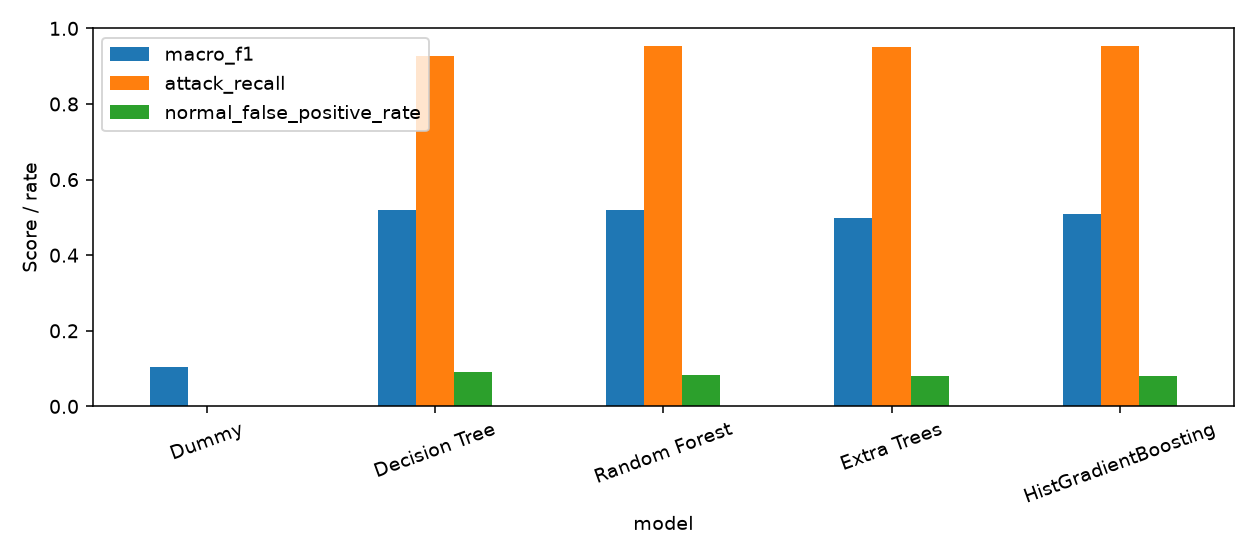 1.0
0.8
0.6
0.4
0.2
0.0
Score / rate
macro_f1
attack_recall
normal_false_positive_rate
Dummy
Decision Tree
Random Forest
Extra Trees
HistGradientBoosting
model